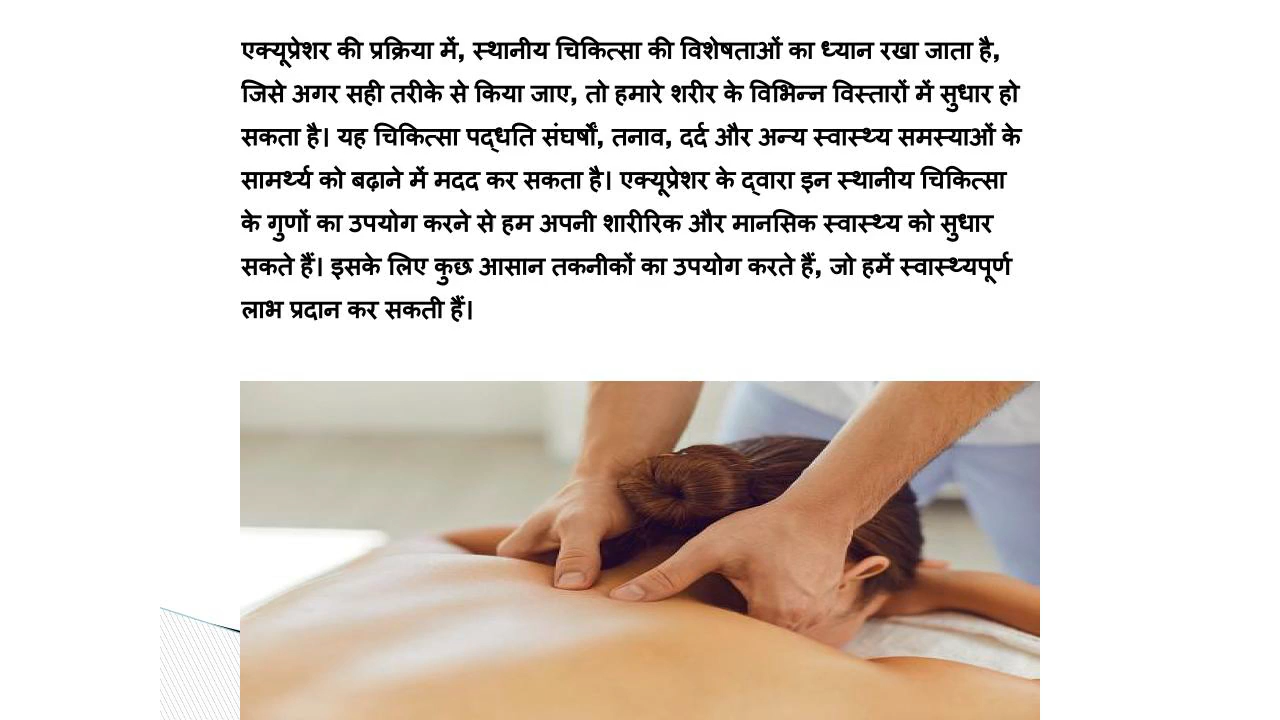 एक्यूप्रेशर की प्रक्रिया में, स्थानीय चिकित्सा की विशेषताओं का ध्यान रखा जाता है,
जिसे अगर सही तरीके से किया जाए, तो हमारे शरीर के विभिन्न विस्तारों में सुधार हो
सकता है। यह चिकित्सा पद्धति संघर्षों, तनाव, दर्द और अन्य स्वास्थ्य समस्याओं के
सामर्थ्य को बढ़ाने में मदद कर सकता है। एक्यूप्रेशर के द्वारा इन स्थानीय चिकित्सा
के गुणों का उपयोग करने से हम अपनी शारीरिक और मानसिक स्वास्थ्य को सुधार
सकते हैं। इसके लिए कुछ आसान तकनीकों का उपयोग करते हैं, जो हमें स्वास्थ्यपूर्ण
लाभ प्रदान कर सकती हैं।